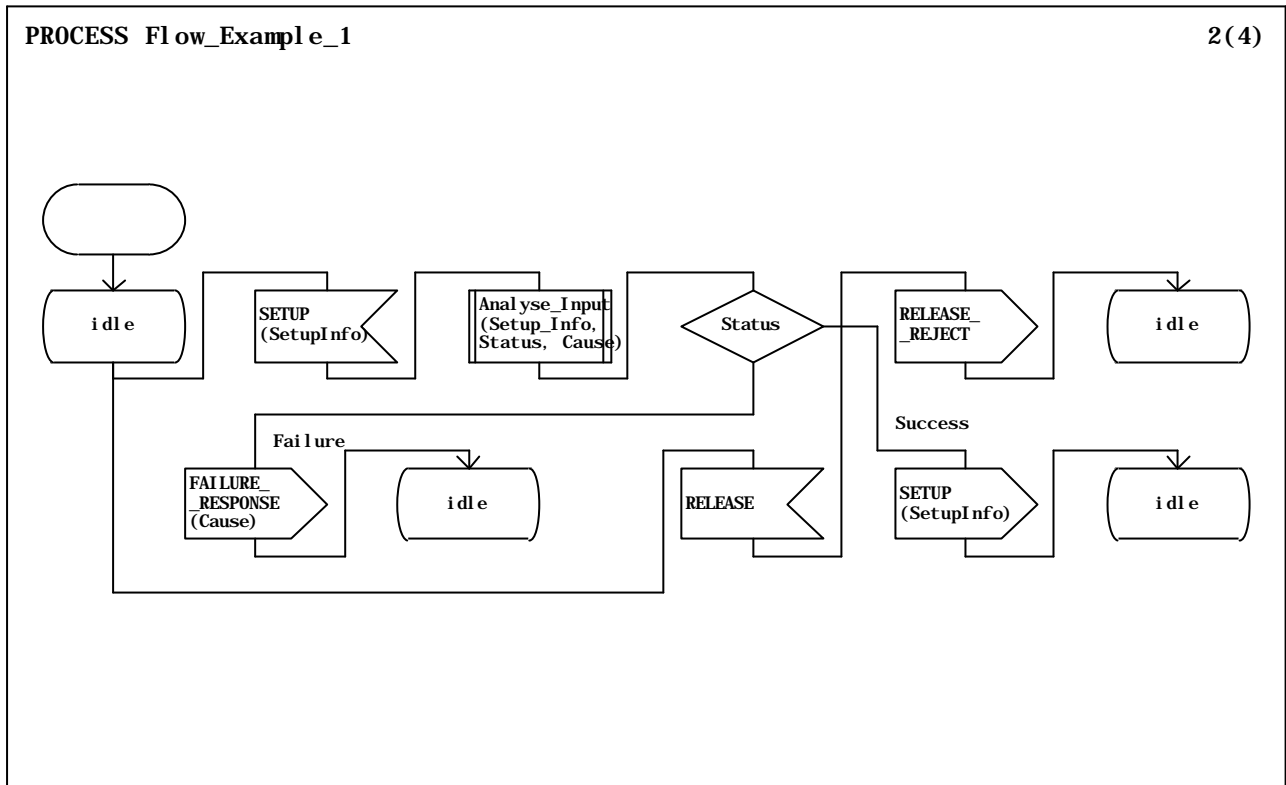 PROCESS Flow_Example_1
2(4)
idle
SETUP
(SetupInfo)
Analyse_Input
(Setup_Info,
Status, Cause)
Status
RELEASE_
_REJECT
idle
Failure
Success
FAILURE_
_RESPONSE
(Cause)
idle
RELEASE
SETUP
(SetupInfo)
idle